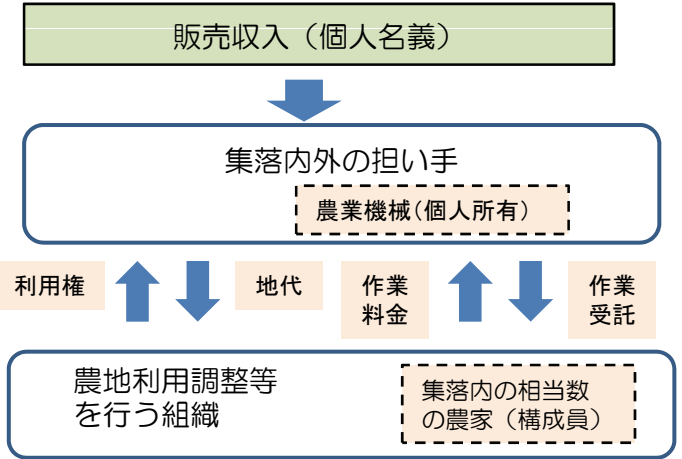 販売収入（個人名義）
集落内外の担い手
農業機械（個人所有）
利用権
地代
作業
料金
作業
受託
農地利用調整等
を行う組織
集落内の相当数
の農家（構成員）